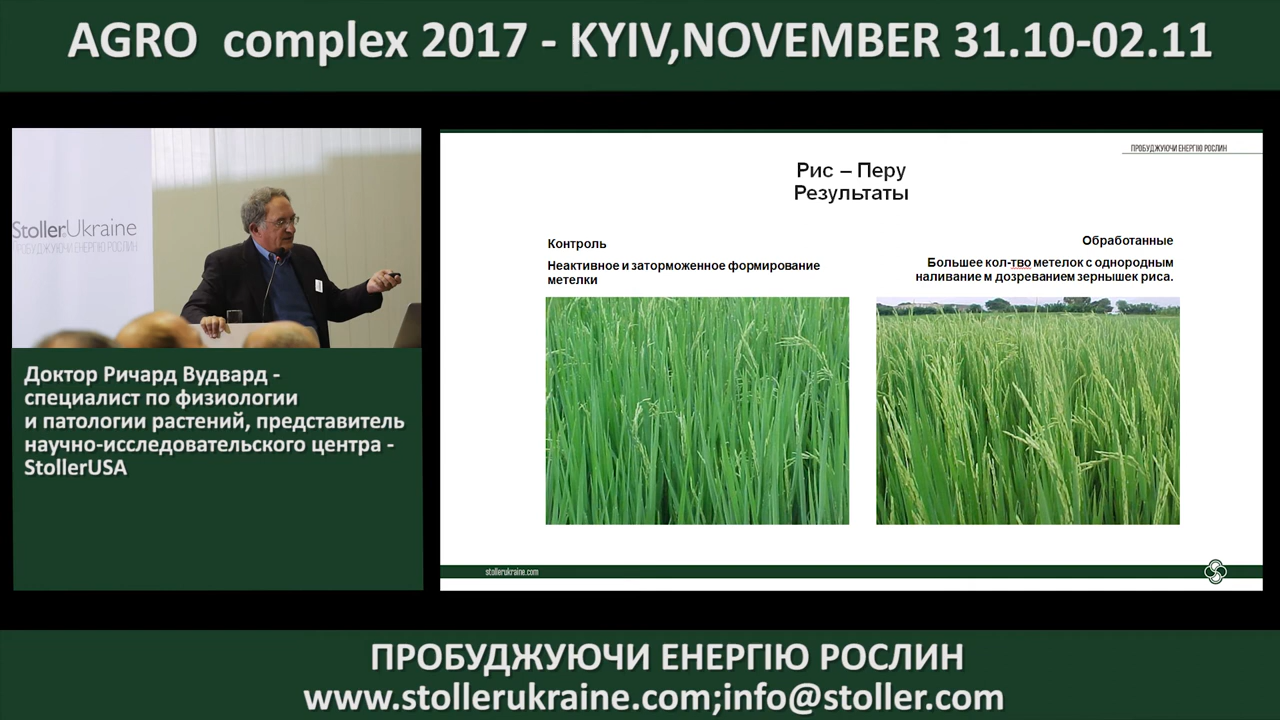 AGRO complex 2017 - KYIV,NOVEMBER 31.10-02.11
Stoller.Ukraine
ПРОБУДЖУЮЧИ ЕНЕРГІЮ РОСЛИН
Доктор Ричард Вудвард -
специалист по физиологии
и патологии растений, представитель
научно-исследовательского центра -
StollerUSA
ПРОБУДЖУЮЧИ ЕНЕРГІЮ РОСЛИН
Рис – Перу
Результаты
Контроль
Неактивное и заторможенное формирование
метелки
Обработанные
Большее кол-тво метелок с однородным
наливание м дозреванием зернышек риса.
stollerukraine.com
ПРОБУДЖУЮЧИ ЕНЕРГІЮ РОСЛИН
www.stollerukraine.com;info@stoller.com